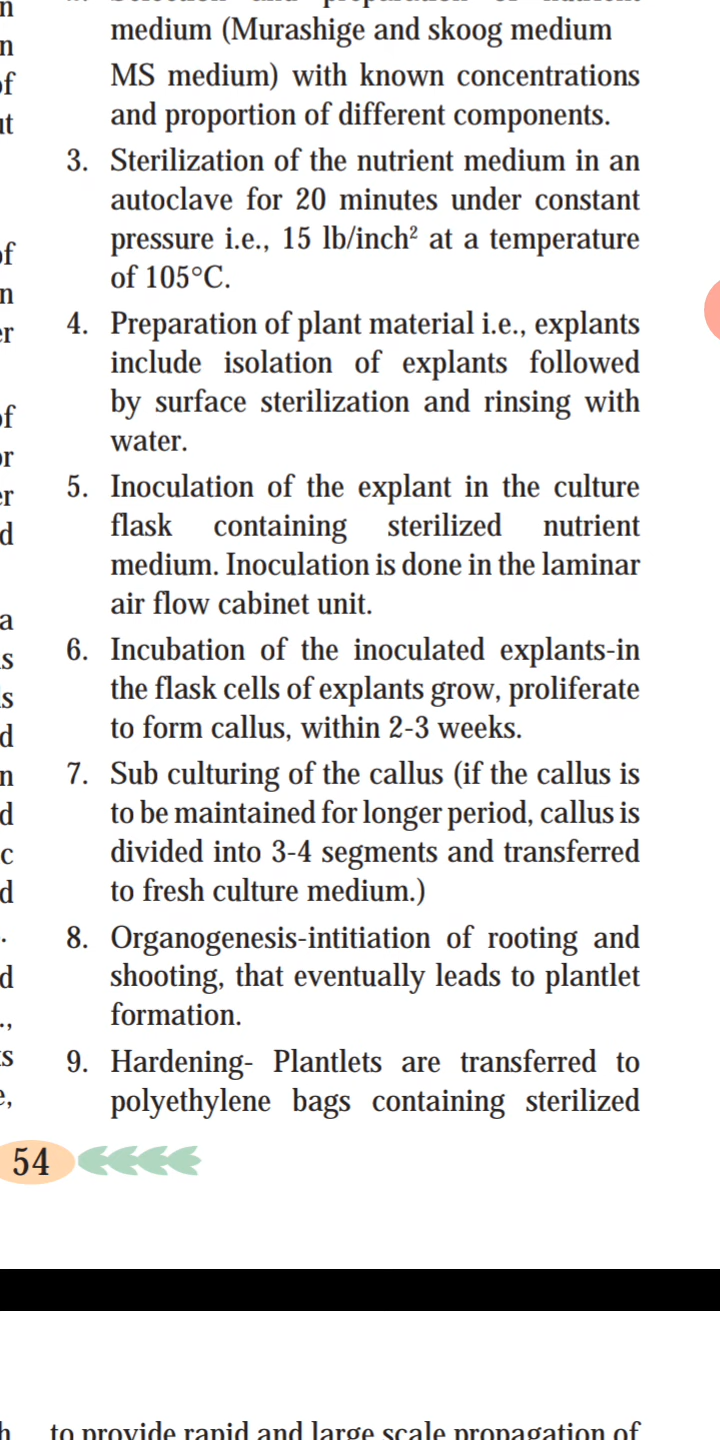 medium (Murashige and skoog medium
MS medium) with known concentrations
and proportion of different components.
3. Sterilization of the nutrient medium in an
autoclave for 20 minutes under constant
pressure i.e., 15 lb/inch² at a temperature
of 105°C.
4. Preparation of plant material i.e., explants
include isolation of explants followed
by surface sterilization and rinsing with
water.
5. Inoculation of the explant in the culture
flask containing sterilized nutrient
medium. Inoculation is done in the laminar
air flow cabinet unit.
6. Incubation of the inoculated explants-in
the flask cells of explants grow, proliferate
to form callus, within 2-3 weeks.
7. Sub culturing of the callus (if the callus is
to be maintained for longer period, callus is
divided into 3-4 segments and transferred
to fresh culture medium.)
8. Organogenesis-intitiation of rooting and
shooting, that eventually leads to plantlet
formation.
9. Hardening- Plantlets are transferred to
polyethylene bags containing sterilized
54
to provide rapid and large scale propagation of